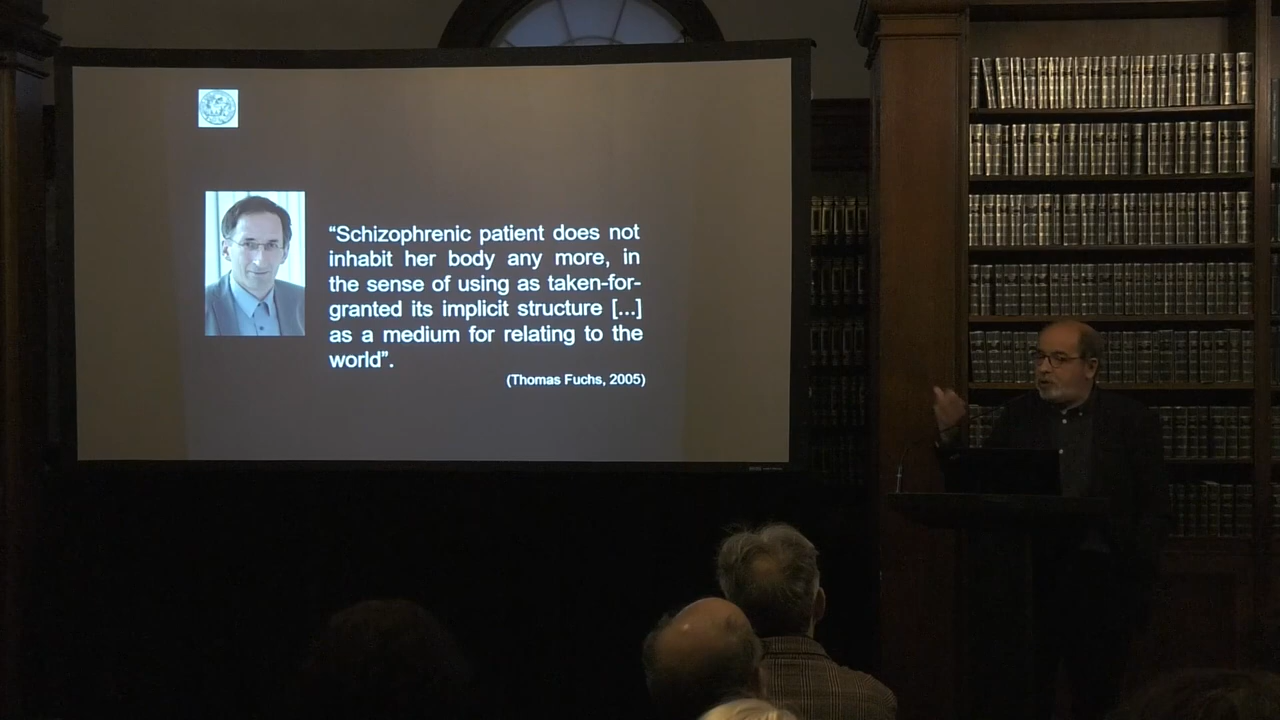 “Schizophrenic patient does not
inhabit her body any more, in
the sense of using as taken-for-
granted its implicit structure [...]
as a medium for relating to the
world”.
(Thomas Fuchs, 2005)